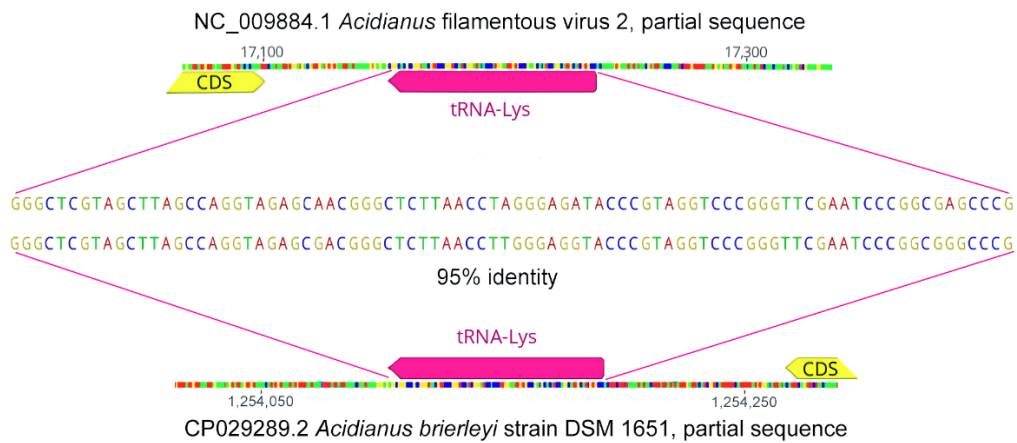 NC_009884.1 Acidianus filamentous virus 2, partial sequence
17,100 17,300
CDS
tRNA-Lys
GGGCTCGTAGCTTAGCCAGGTAGAGCAACGGGCTCTTAACCTAGGGAGATACCCGTAGGTCCCGGGTTCGAATCCCGGCGAGCCCG
GGGCTCGTAGCTTAGCCAGGTAGAGCGACGGGCTCTTAACCTTGGGAGGTACCCGTAGGTCCCGGGTTCGAATCCCGGCGGGCCCG
95% identity
tRNA-Lys
CDS
1,254,050 1,254,250
CP029289.2 Acidianus brierleyi strain DSM 1651, partial sequence